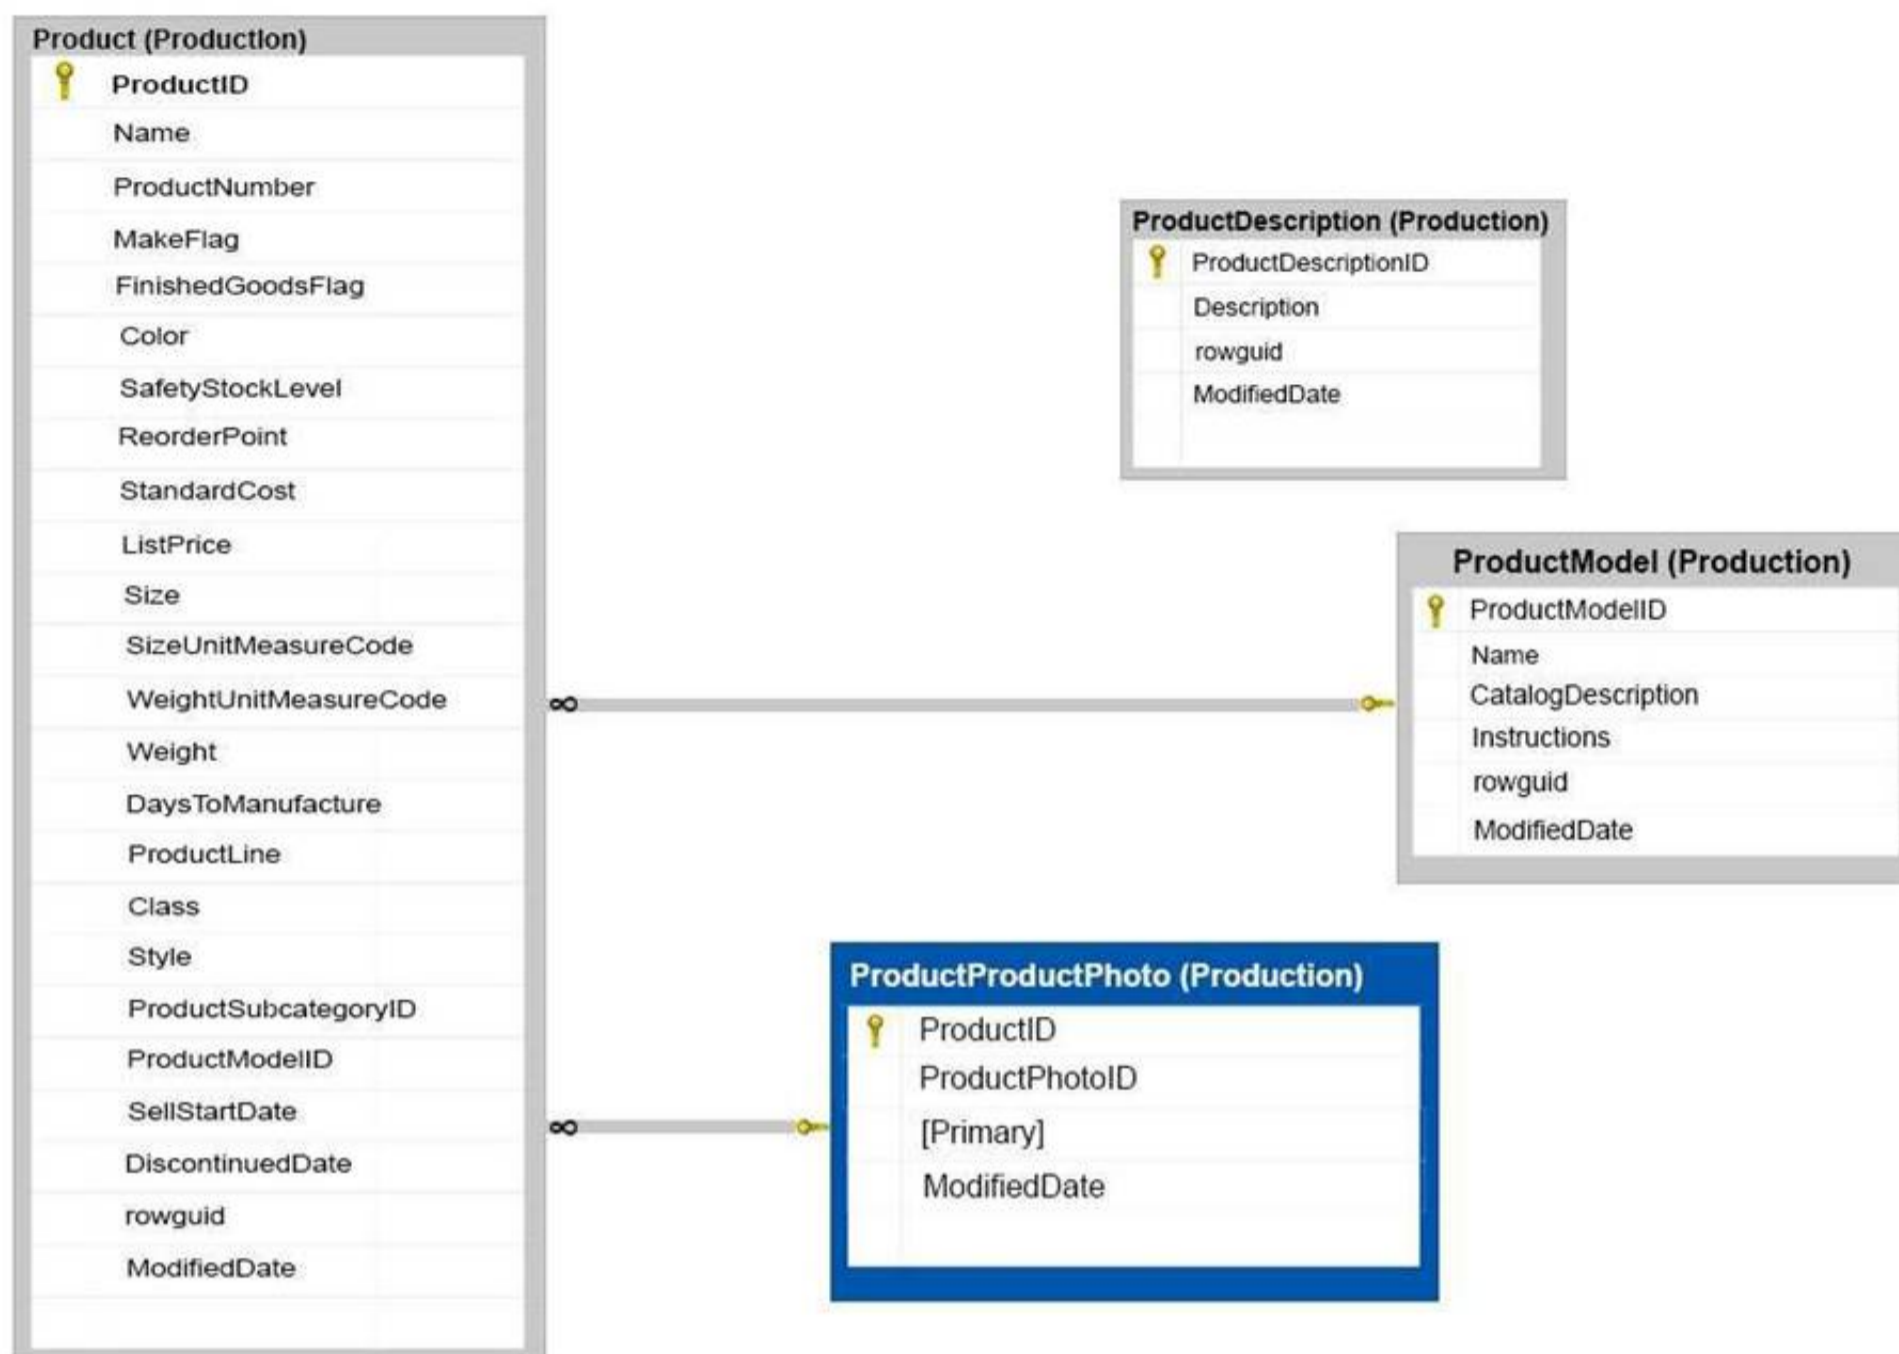 Product (Production)
ProductID
Name
ProductNumber
MakeFlag
FinishedGoodsFlag
Color
SafetyStockLevel
ReorderPoint
StandardCost
ListPrice
Size
SizeUnitMeasureCode
WeightUnitMeasureCode
Weight
DaysToManufacture
ProductLine
Class
Style
ProductSubcategoryID
ProductModelID
SellStartDate
DiscontinuedDate
rowguid
ModifiedDate
ProductDescription (Production)
ProductDescriptionID
Description
rowguid
ModifiedDate
ProductModel (Production)
ProductModelID
Name
CatalogDescription
Instructions
rowguid
ModifiedDate
ProductProductPhoto (Production)
ProductID
ProductPhotoID
[Primary]
ModifiedDate